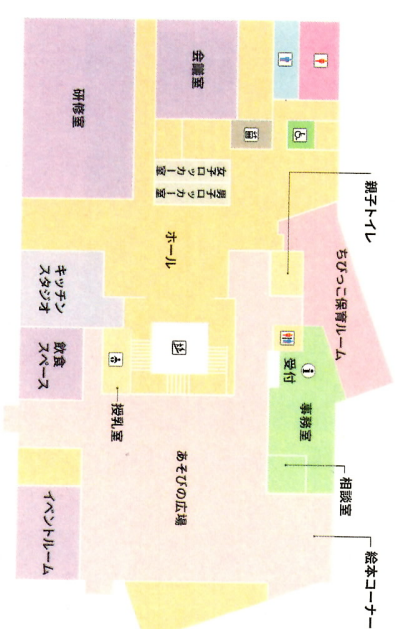 研修室
会議室
女子ロッカー室
男子ロッカー室
親子トイレ
ホール
ちびっこ保育ルーム
キッチン
スタジオ
飲食
スペース
授乳室
受付
事務室
相談室
あそびの広場
イベントルーム
絵本コーナー